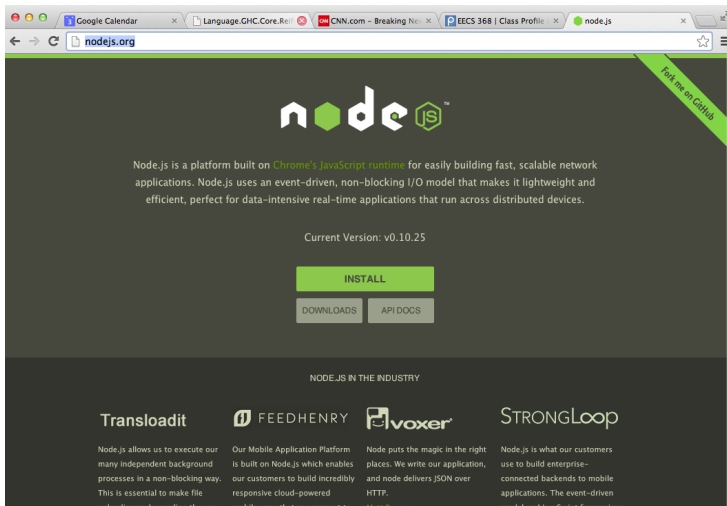 Google Calendar
Language.GHC.Core.Reif
CNN.com – Breaking Ne
EECS 368 | Class Profile
node.js
nodejs.org
Fork me on GitHub
node JS ™
Node.js is a platform built on Chrome's JavaScript runtime for easily building fast, scalable network
applications. Node.js uses an event-driven, non-blocking I/O model that makes it lightweight and
efficient, perfect for data-intensive real-time applications that run across distributed devices.
Current Version: v0.10.25
INSTALL
DOWNLOADS API DOCS
NODE.JS IN THE INDUSTRY
Transloadit
Node.js allows us to execute our
many independent background
processes in a non-blocking way.
This is essential to make file
FEEDHENRY
Our Mobile Application Platform
is built on Node.js which enables
our customers to build incredibly
responsive cloud-powered
voxer
Node puts the magic in the right
places. We write our application,
and node delivers JSON over
HTTP.
STRONGLOOP
Node.js is what our customers
use to build enterprise-
connected backends to mobile
applications. The event-driven